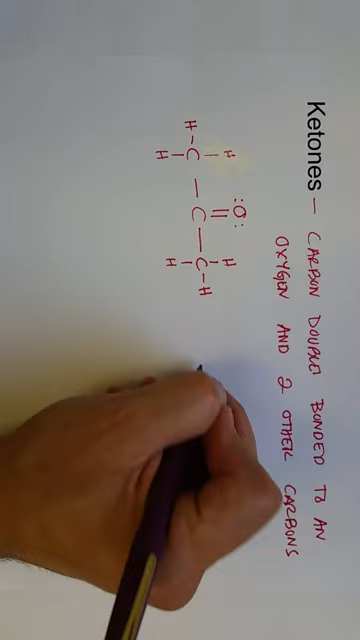 Ketones — CARBON DOUBLE BONDED TO AN
OXYGEN AND 2 OTHER CARBONS
:O:
H H
H - C — C — C - H
H H